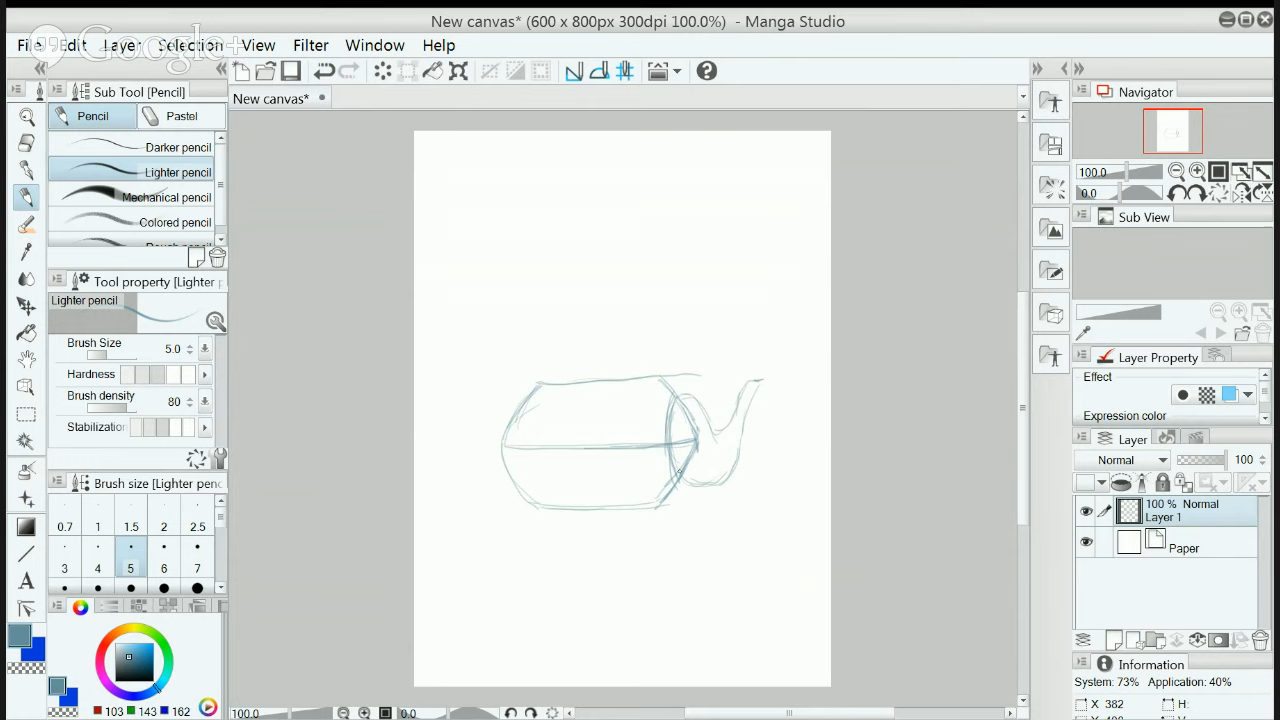 New canvas* (600 x 800px 300dpi 100.0%) - Manga Studio
File Edit Layer Selection View Filter Window Help
Google+
Sub Tool [Pencil]
New canvas*
Navigator
Pencil Pastel
Darker pencil
Lighter pencil
Mechanical pencil
Colored pencil
100.0
0.0
Sub View
Tool property [Lighter p
Lighter pencil
Brush Size 5.0
Hardness
Brush density 80
Stabilization
Layer Property
Effect
Expression color
Layer
Normal 100
Brush size [Lighter penc
0.7 1 1.5 2 2.5
3 4 5 6 7
100 % Normal
Layer 1
Paper
A
Information
System: 73% Application: 40%
X 382 H:
103 143 162
100.0 0.0